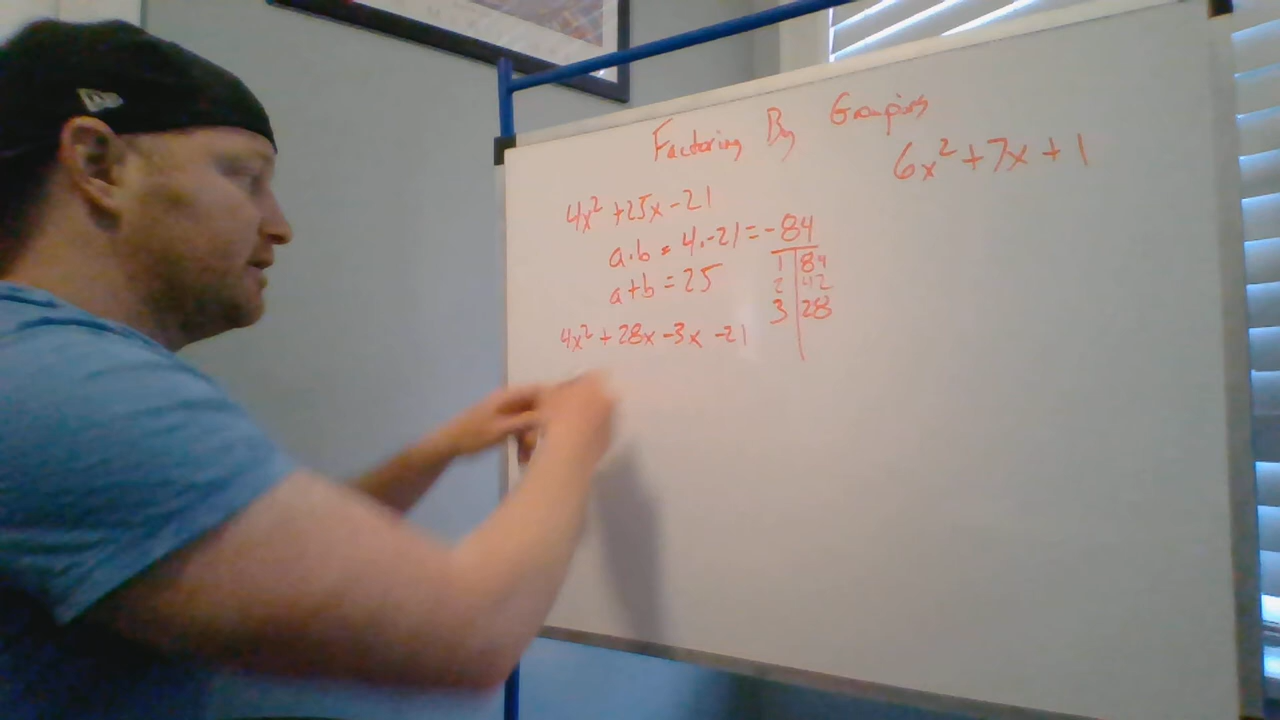 Factoring By Grouping
6x² + 7x + 1
4x² + 25x - 21
a·b = 4·-21 = -84
1 | 84
a+b = 25
2 | 42
3 | 28
4x² + 28x - 3x - 21